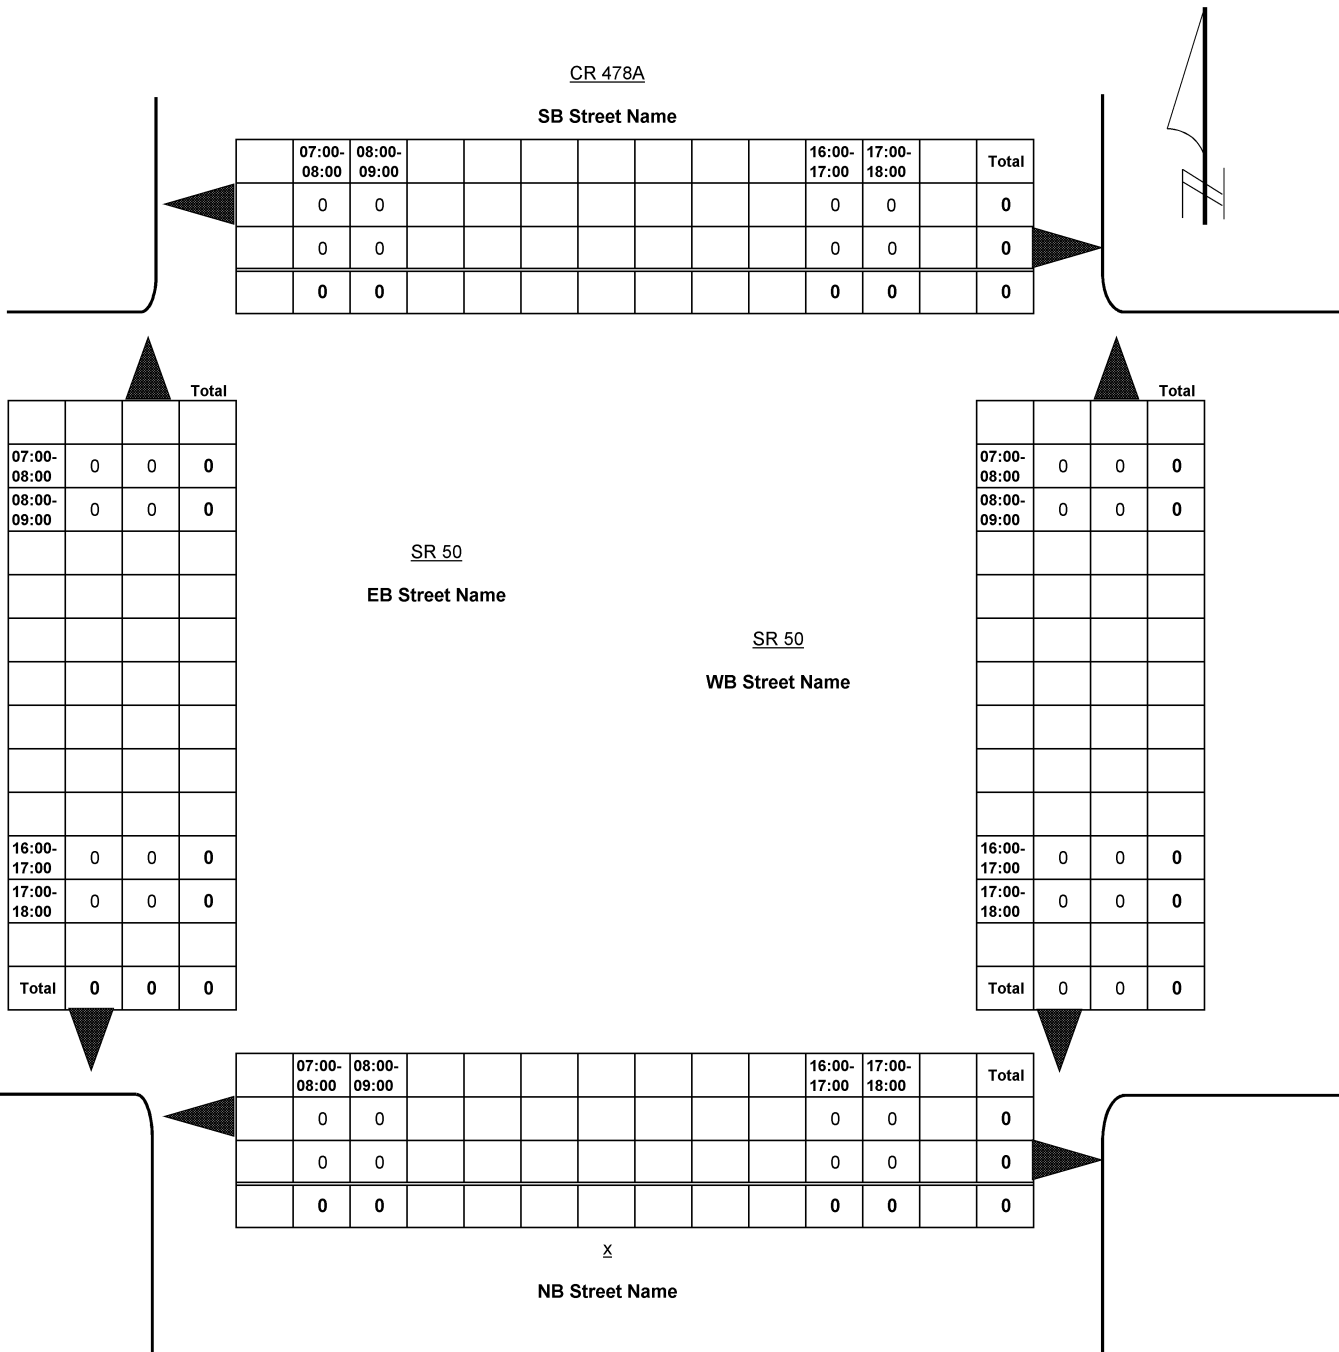 CR 478A
SB Street Name
07:00-08:00 08:00-09:00 16:00-17:00 17:00-18:00 Total
0 0 0 0 0
0 0 0 0 0
0 0 0 0 0
Total
07:00-08:00 0 0 0
08:00-09:00 0 0 0
16:00-17:00 0 0 0
17:00-18:00 0 0 0
Total 0 0 0
SR 50
EB Street Name
SR 50
WB Street Name
Total
07:00-08:00 0 0 0
08:00-09:00 0 0 0
16:00-17:00 0 0 0
17:00-18:00 0 0 0
Total 0 0 0
07:00-08:00 08:00-09:00 16:00-17:00 17:00-18:00 Total
0 0 0 0 0
0 0 0 0 0
0 0 0 0 0
x
NB Street Name
N